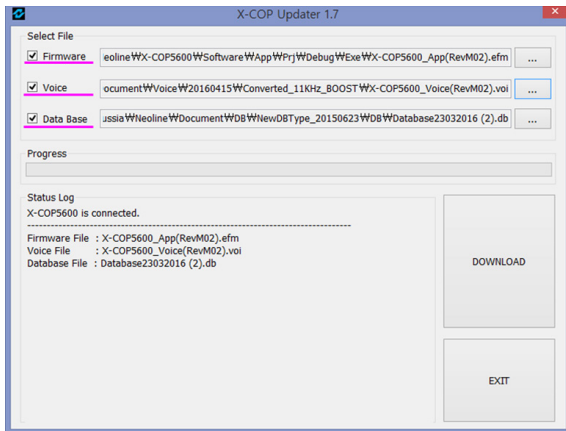 X-COP Updater 1.7
Select File
Firmware
:eoline₩X-COP5600₩Software₩App₩Prj₩Debug₩Exe₩X-COP5600_App(RevM02).efm
...
Voice
ocument₩Voice₩20160415₩Converted_11KHz_BOOST₩X-COP5600_Voice(RevM02).voi
...
Data Base
ussia₩Neoline₩Document₩DB₩NewDBType_20150623₩DB₩Database23032016 (2).db
...
Progress
Status Log
X-COP5600 is connected.
--------------------------------------------------------------------------------
Firmware File : X-COP5600_App(RevM02).efm
Voice File : X-COP5600_Voice(RevM02).voi
Database File : Database23032016 (2).db
DOWNLOAD
EXIT